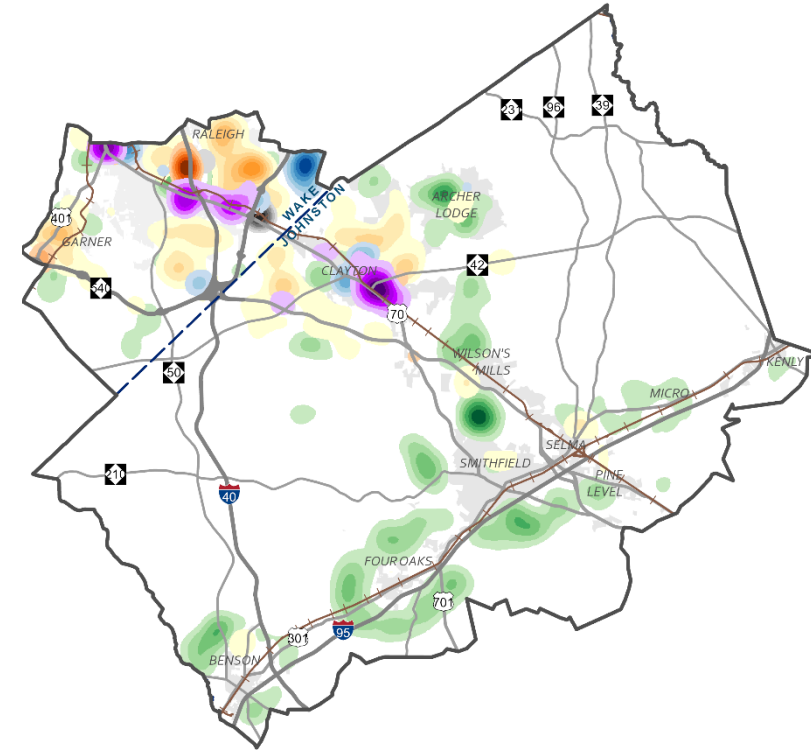 231
96
39
RALEIGH
WAKE
JOHNSTON
ARCHER
LODGE
401
GARNER
CLAYTON
42
540
70
WILSON'S
MILLS
KENLY
50
MICRO
SELMA
SMITHFIELD
210
PINE
LEVEL
40
FOUR OAKS
701
95
301
BENSON